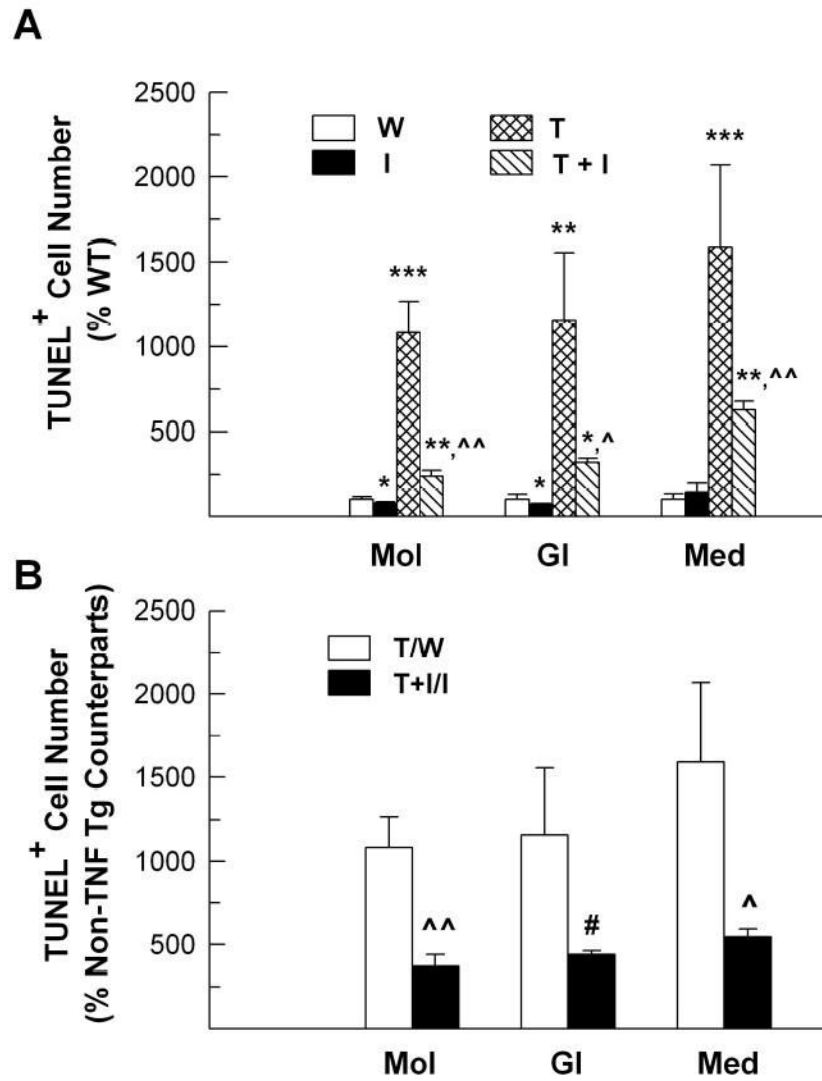 A
TUNEL+ Cell Number
(% WT)
2500
2000
1500
1000
500
W
I
T
T + I
***
**
***
*
**,^^
*
*,^
**,^^
Mol
Gl
Med
B
TUNEL+ Cell Number
(% Non-TNF Tg Counterparts)
2500
2000
1500
1000
500
T/W
T+I/I
^^
#
^
Mol
Gl
Med